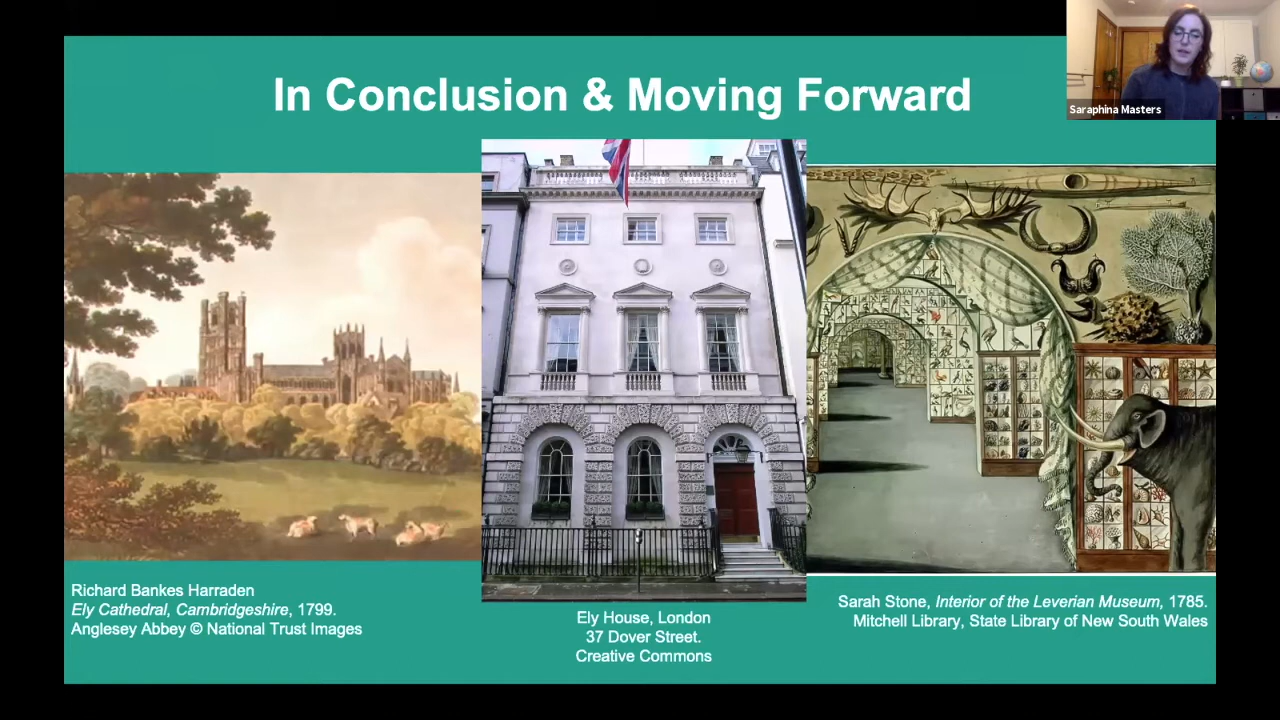 In Conclusion & Moving Forward
Saraphina Masters
Richard Bankes Harraden
Ely Cathedral, Cambridgeshire, 1799.
Anglesey Abbey © National Trust Images
Ely House, London
37 Dover Street.
Creative Commons
Sarah Stone, Interior of the Leverian Museum, 1785.
Mitchell Library, State Library of New South Wales